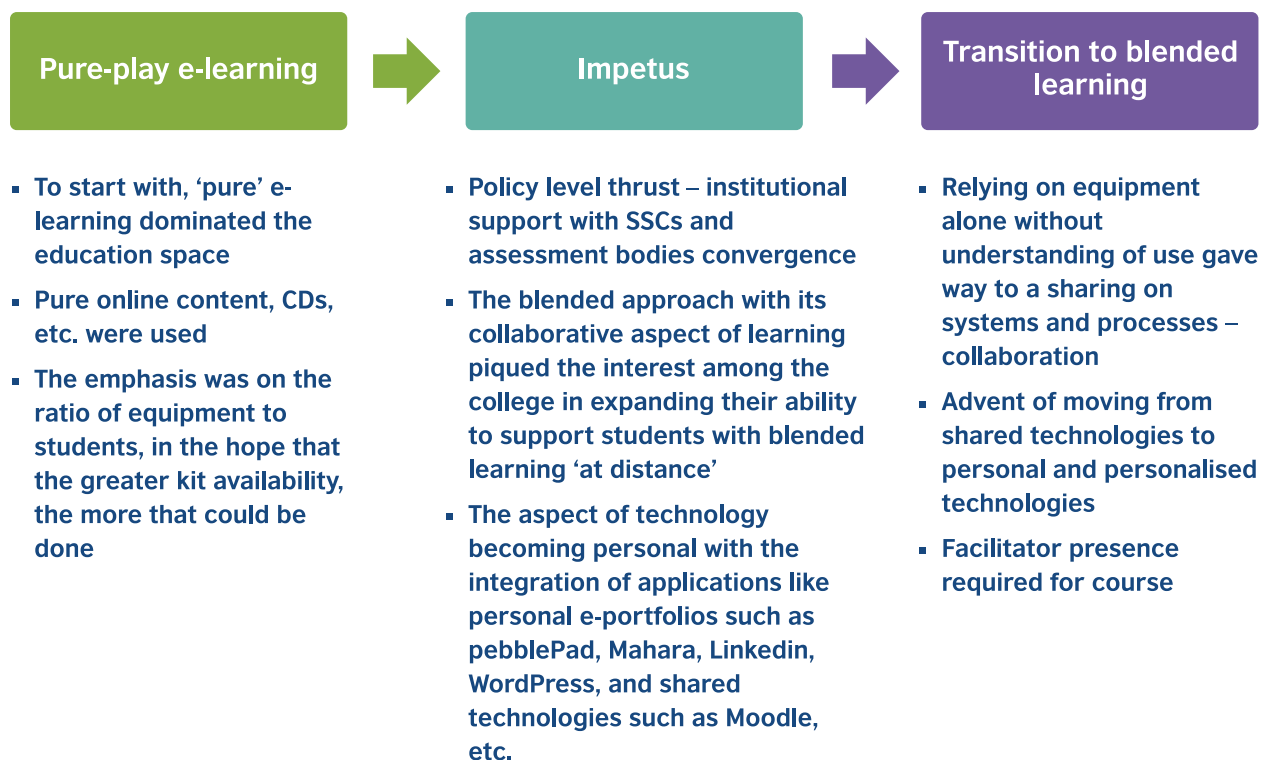 Pure-play e-learning
Impetus
Transition to blended
learning
▪ To start with, ‘pure’ e-
learning dominated the
education space
▪ Pure online content, CDs,
etc. were used
▪ The emphasis was on the
ratio of equipment to
students, in the hope that
the greater kit availability,
the more that could be
done
▪ Policy level thrust – institutional
support with SSCs and
assessment bodies convergence
▪ The blended approach with its
collaborative aspect of learning
piqued the interest among the
college in expanding their ability
to support students with blended
learning ‘at distance’
▪ The aspect of technology
becoming personal with the
integration of applications like
personal e-portfolios such as
pebblePad, Mahara, Linkedin,
WordPress, and shared
technologies such as Moodle,
etc.
▪ Relying on equipment
alone without
understanding of use gave
way to a sharing on
systems and processes –
collaboration
▪ Advent of moving from
shared technologies to
personal and personalised
technologies
▪ Facilitator presence
required for course